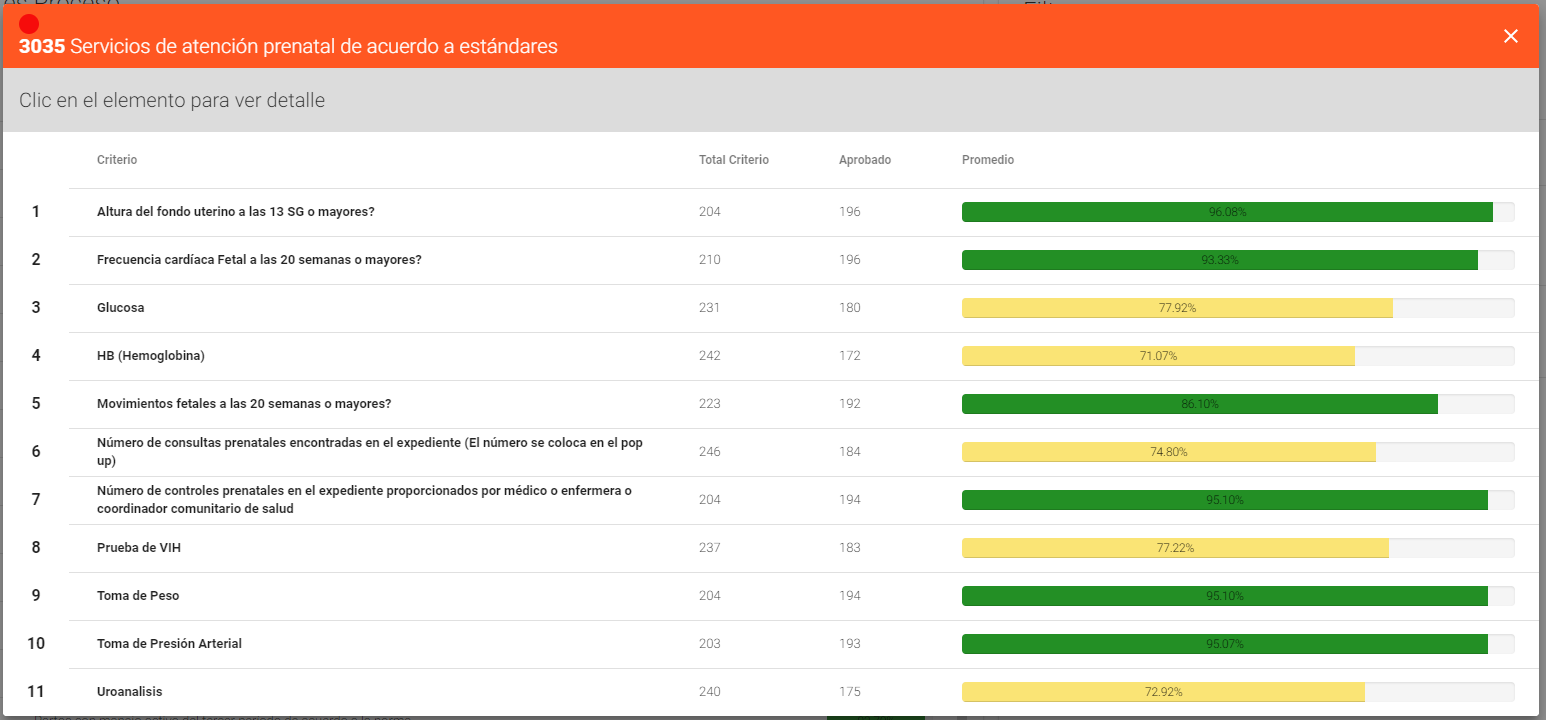 3035 Servicios de atención prenatal de acuerdo a estándares
Clic en el elemento para ver detalle
Criterio Total Criterio Aprobado Promedio
1 Altura del fondo uterino a las 13 SG o mayores? 204 196 96.08%
2 Frecuencia cardíaca Fetal a las 20 semanas o mayores? 210 196 93.33%
3 Glucosa 231 180 77.92%
4 HB (Hemoglobina) 242 172 71.07%
5 Movimientos fetales a las 20 semanas o mayores? 223 192 86.10%
6 Número de consultas prenatales encontradas en el expediente (El número se coloca en el pop
up) 246 184 74.80%
7 Número de controles prenatales en el expediente proporcionados por médico o enfermera o
coordinador comunitario de salud 204 194 95.10%
8 Prueba de VIH 237 183 77.22%
9 Toma de Peso 204 194 95.10%
10 Toma de Presión Arterial 203 193 95.07%
11 Uroanalisis 240 175 72.92%